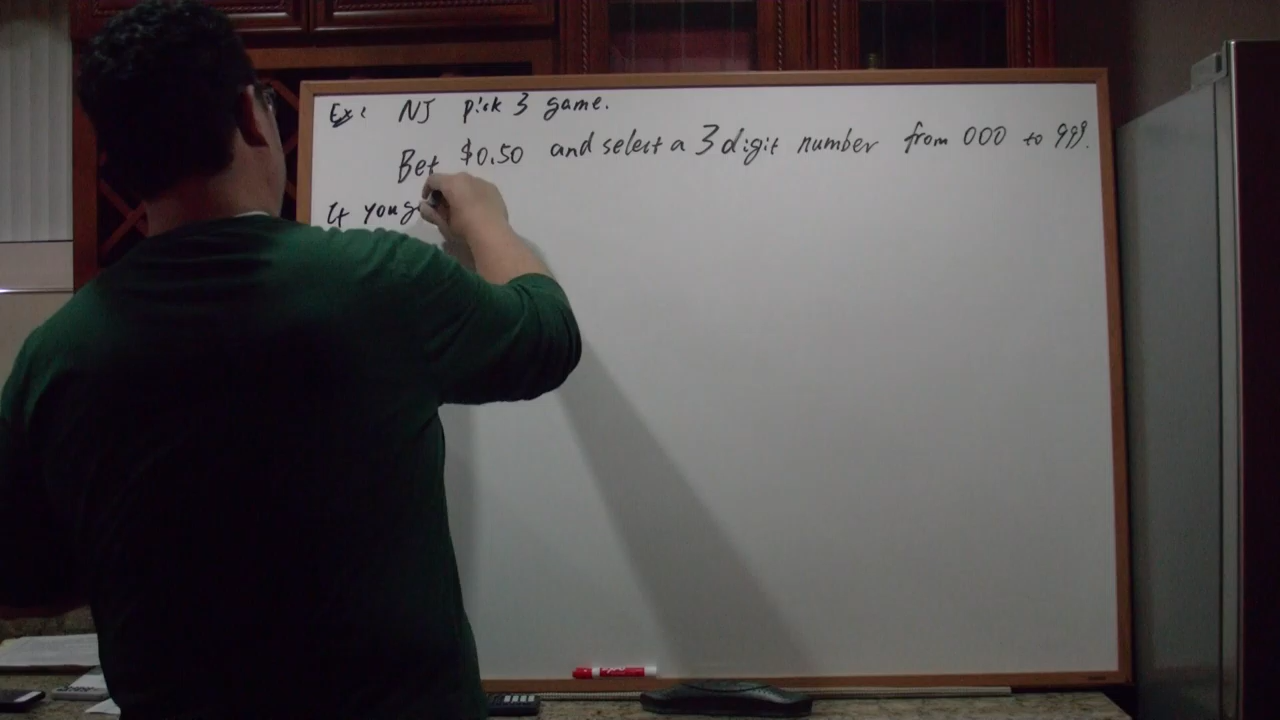 Ex: NJ pick 3 game.
Bet $0.50 and select a 3 digit number from 000 to 999.
If you g